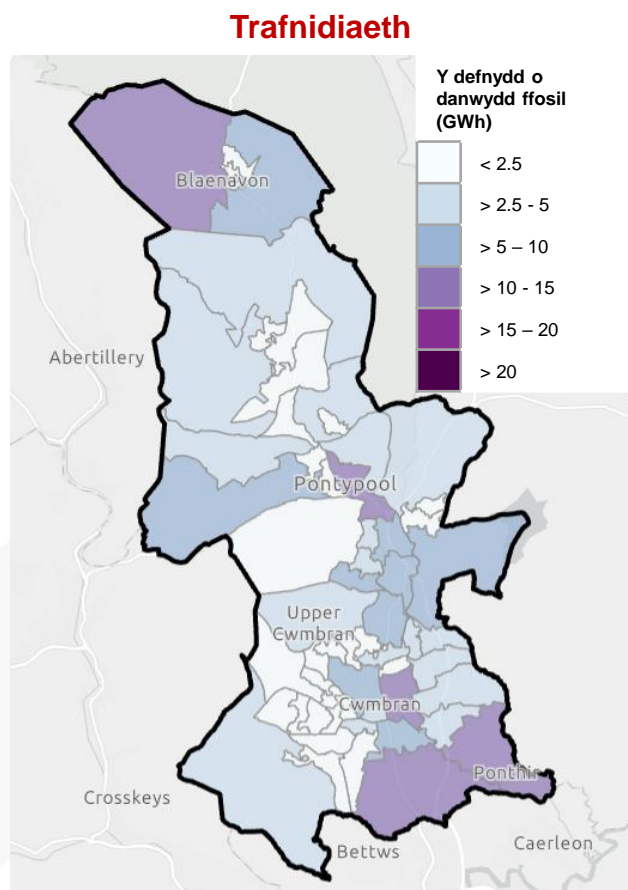 Trafnidiaeth
Y defnydd o
danwydd ffosil
(GWh)
< 2.5
> 2.5 - 5
> 5 – 10
> 10 - 15
> 15 – 20
> 20
Blaenavon
Abertillery
Pontypool
Upper
Cwmbran
Cwmbran
Ponthir
Crosskeys
Caerleon
Bettws